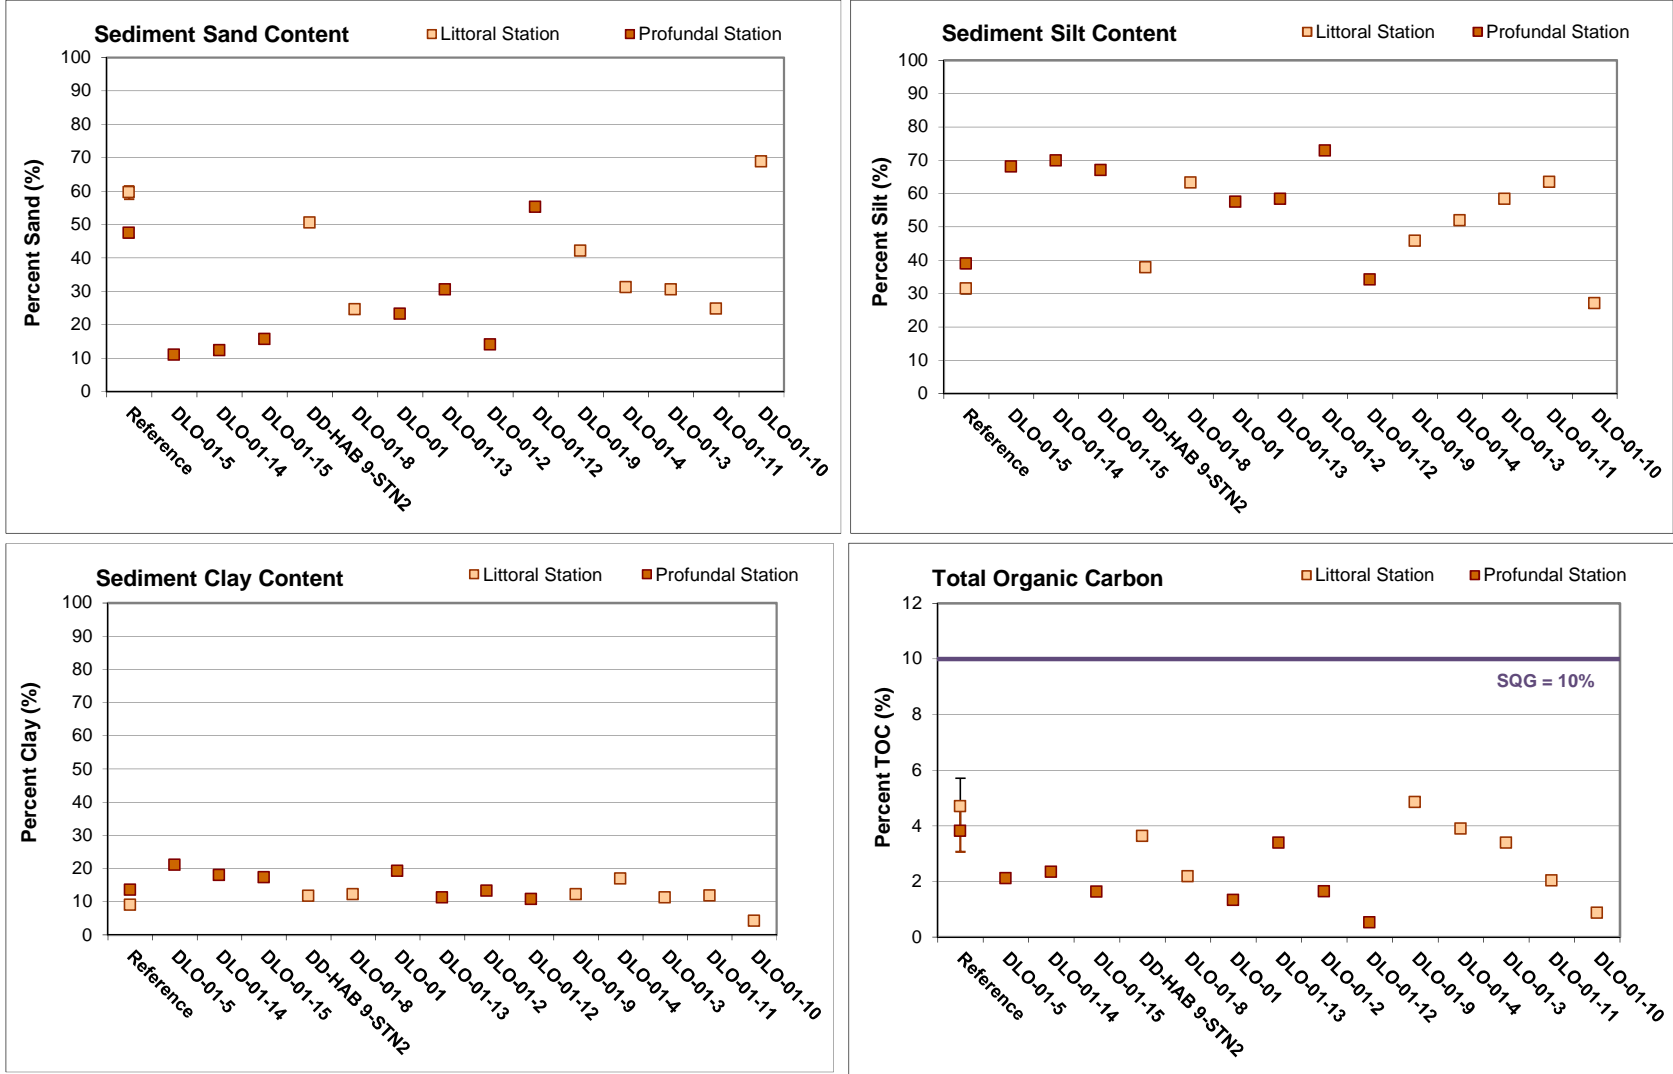 Sediment Sand Content
Littoral Station
Profundal Station
Percent Sand (%)
100
90
80
70
60
50
40
30
20
10
0
Reference
DLO-01-5
DLO-01-14
DLO-01-15
DD-HAB 9-STN2
DLO-01-8
DLO-01
DLO-01-13
DLO-01-2
DLO-01-12
DLO-01-9
DLO-01-4
DLO-01-3
DLO-01-11
DLO-01-10
Sediment Silt Content
Littoral Station
Profundal Station
Percent Silt (%)
100
90
80
70
60
50
40
30
20
10
0
Reference
DLO-01-5
DLO-01-14
DLO-01-15
DD-HAB 9-STN2
DLO-01-8
DLO-01
DLO-01-13
DLO-01-2
DLO-01-12
DLO-01-9
DLO-01-4
DLO-01-3
DLO-01-11
DLO-01-10
Sediment Clay Content
Littoral Station
Profundal Station
Percent Clay (%)
100
90
80
70
60
50
40
30
20
10
0
Reference
DLO-01-5
DLO-01-14
DLO-01-15
DD-HAB 9-STN2
DLO-01-8
DLO-01
DLO-01-13
DLO-01-2
DLO-01-12
DLO-01-9
DLO-01-4
DLO-01-3
DLO-01-11
DLO-01-10
Total Organic Carbon
Littoral Station
Profundal Station
Percent TOC (%)
12
10
8
6
4
2
0
SQG = 10%
Reference
DLO-01-5
DLO-01-14
DLO-01-15
DD-HAB 9-STN2
DLO-01-8
DLO-01
DLO-01-13
DLO-01-2
DLO-01-12
DLO-01-9
DLO-01-4
DLO-01-3
DLO-01-11
DLO-01-10